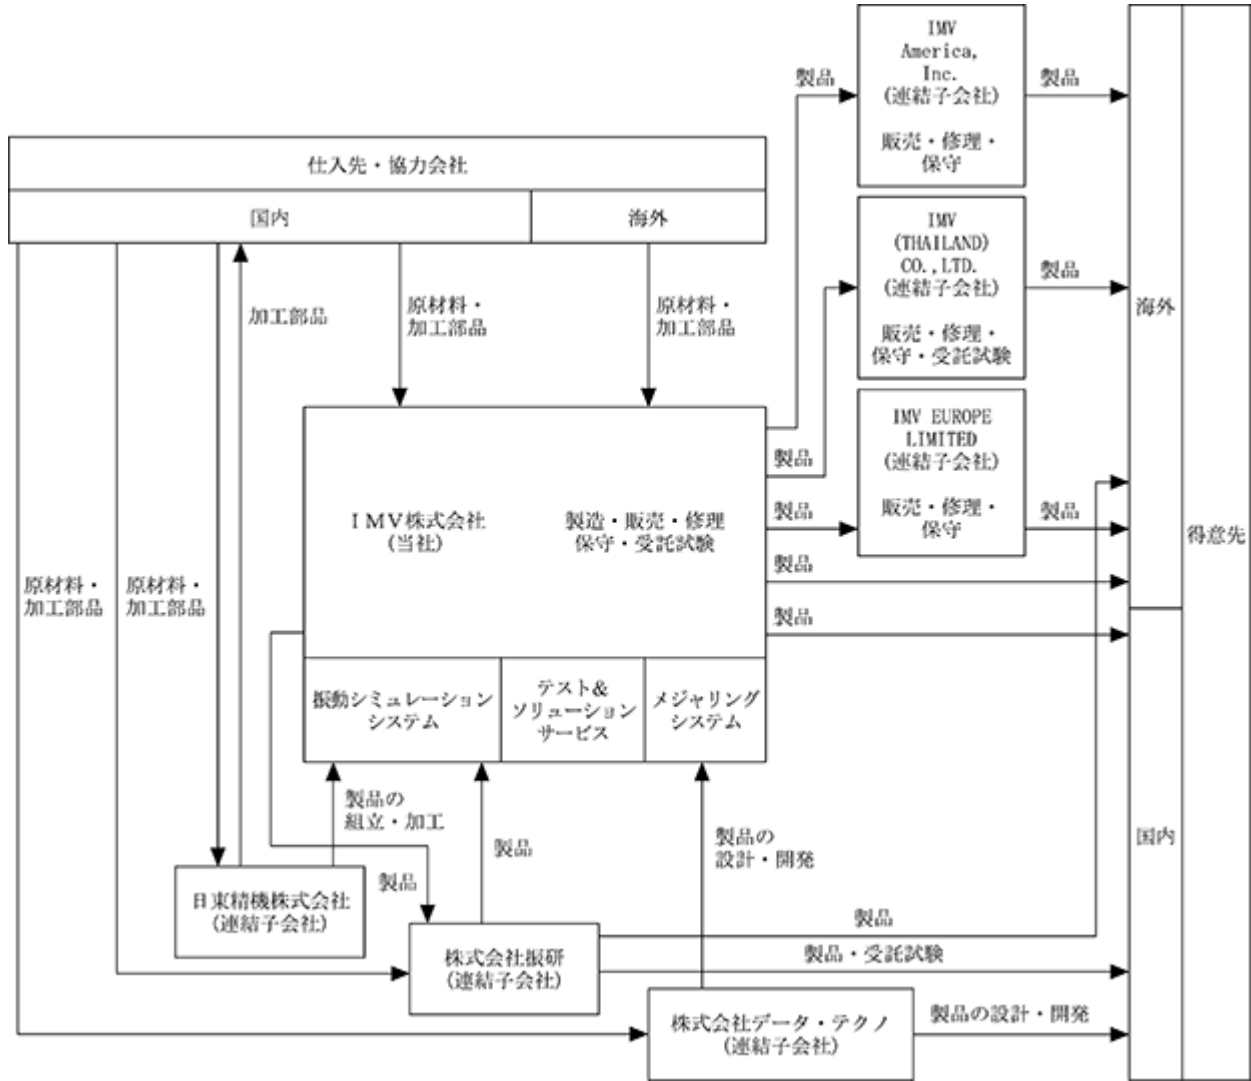 IMV
America,
Inc.
(連結子会社)
販売・修理・
保守
製品
製品
仕入先・協力会社
国内
海外
IMV
(THAILAND)
CO.,LTD.
(連結子会社)
販売・修理・
保守・受託試験
製品
海外
得意先
加工部品
原材料・
加工部品
原材料・
加工部品
IMV EUROPE
LIMITED
(連結子会社)
販売・修理・
保守
製品
製品
製品
製品
製品
IMV株式会社
(当社)
製造・販売・修理
保守・受託試験
原材料・
加工部品
原材料・
加工部品
振動シミュレーション
システム
テスト&
ソリューション
サービス
メジャリング
システム
製品の
組立・加工
製品
製品の
設計・開発
国内
日東精機株式会社
(連結子会社)
製品
株式会社振研
(連結子会社)
製品
製品・受託試験
株式会社データ・テクノ
(連結子会社)
製品の設計・開発